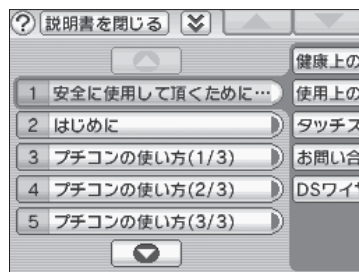 ?説明書を閉じる
1 安全に使用して頂くために…
2 はじめに
3 プチコンの使い方(1/3)
4 プチコンの使い方(2/3)
5 プチコンの使い方(3/3)
健康上の
使用上の
タッチス
お問い合
DSワイ